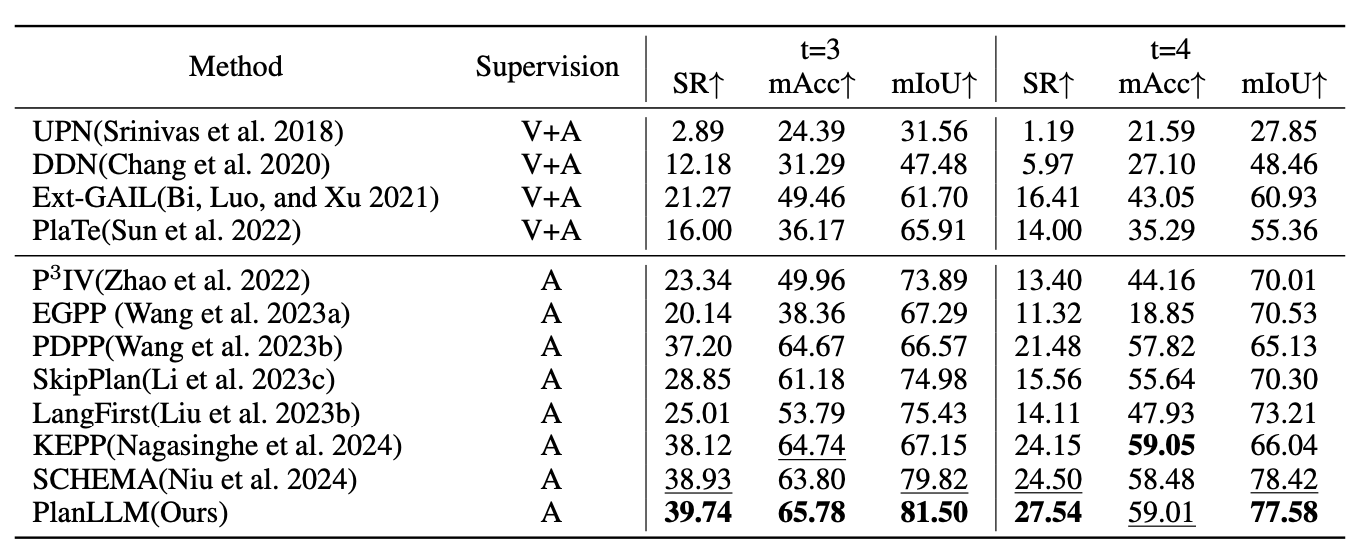 Method Supervision t=3 t=4
SR↑ mAcc↑ mIoU↑ SR↑ mAcc↑ mIoU↑
UPN(Srinivas et al. 2018) V+A 2.89 24.39 31.56 1.19 21.59 27.85
DDN(Chang et al. 2020) V+A 12.18 31.29 47.48 5.97 27.10 48.46
Ext-GAIL(Bi, Luo, and Xu 2021) V+A 21.27 49.46 61.70 16.41 43.05 60.93
PlaTe(Sun et al. 2022) V+A 16.00 36.17 65.91 14.00 35.29 55.36
P³IV(Zhao et al. 2022) A 23.34 49.96 73.89 13.40 44.16 70.01
EGPP (Wang et al. 2023a) A 20.14 38.36 67.29 11.32 18.85 70.53
PDPP(Wang et al. 2023b) A 37.20 64.67 66.57 21.48 57.82 65.13
SkipPlan(Li et al. 2023c) A 28.85 61.18 74.98 15.56 55.64 70.30
LangFirst(Liu et al. 2023b) A 25.01 53.79 75.43 14.11 47.93 73.21
KEPP(Nagasinghe et al. 2024) A 38.12 64.74 67.15 24.15 59.05 66.04
SCHEMA(Niu et al. 2024) A 38.93 63.80 79.82 24.50 58.48 78.42
PlanLLM(Ours) A 39.74 65.78 81.50 27.54 59.01 77.58